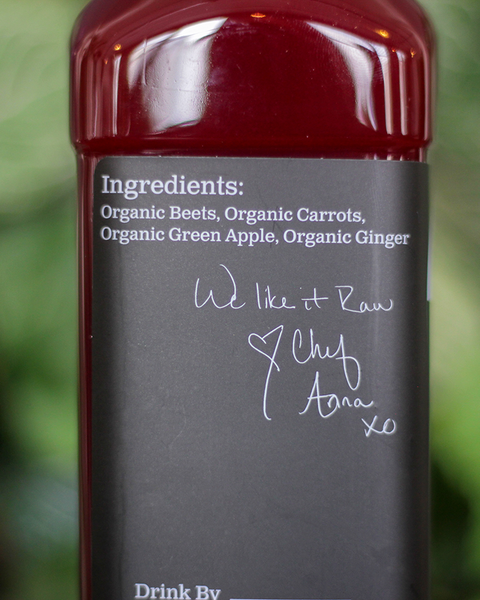 Ingredients:
Organic Beets, Organic Carrots,
Organic Green Apple, Organic Ginger
We like it Raw
♡ Chef
Anna
xo
Drink By